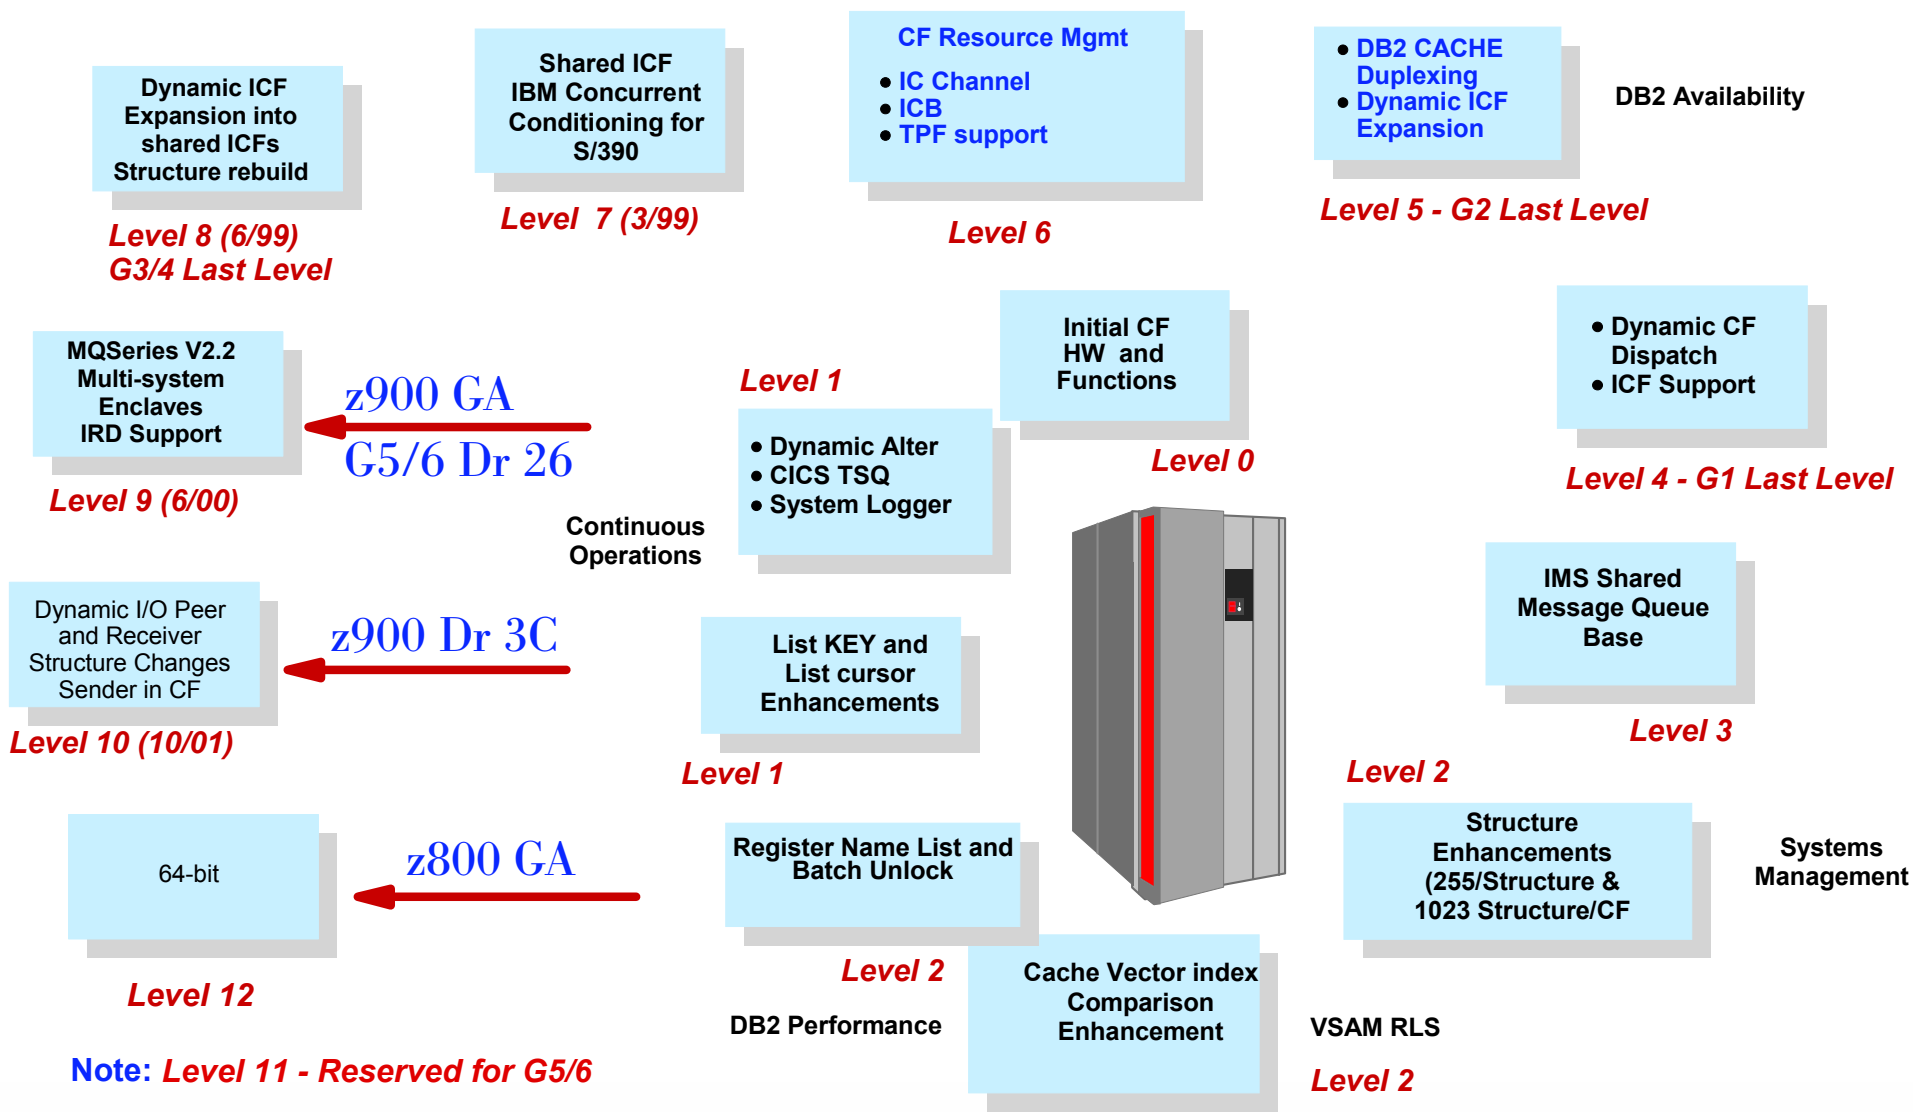 Dynamic ICF
Expansion into
shared ICFs
Structure rebuild
Level 8 (6/99)
G3/4 Last Level
Shared ICF
IBM Concurrent
Conditioning for
S/390
Level 7 (3/99)
CF Resource Mgmt
• IC Channel
• ICB
• TPF support
Level 6
• DB2 CACHE
Duplexing
• Dynamic ICF
Expansion
DB2 Availability
Level 5 - G2 Last Level
MQSeries V2.2
Multi-system
Enclaves
IRD Support
Level 9 (6/00)
z900 GA
G5/6 Dr 26
Continuous
Operations
Level 1
• Dynamic Alter
• CICS TSQ
• System Logger
Initial CF
HW and
Functions
Level 0
• Dynamic CF
Dispatch
• ICF Support
Level 4 - G1 Last Level
Dynamic I/O Peer
and Receiver
Structure Changes
Sender in CF
Level 10 (10/01)
z900 Dr 3C
List KEY and
List cursor
Enhancements
Level 1
IMS Shared
Message Queue
Base
Level 3
64-bit
Level 12
z800 GA
Register Name List and
Batch Unlock
Level 2
DB2 Performance
Cache Vector index
Comparison
Enhancement
VSAM RLS
Level 2
Level 2
Structure
Enhancements
(255/Structure &
1023 Structure/CF
Systems
Management
Note: Level 11 - Reserved for G5/6